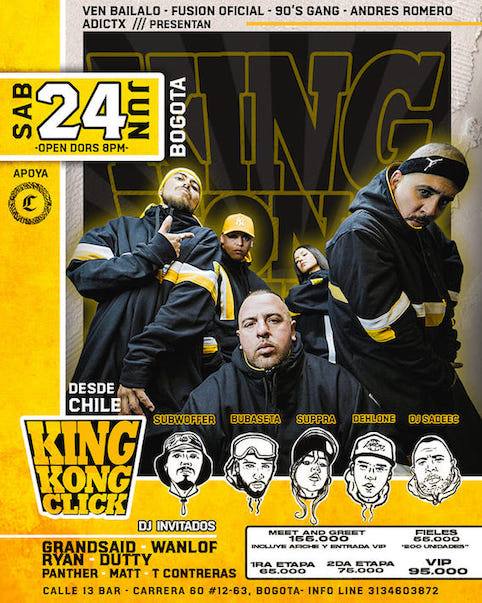 VEN BAILALO - FUSION OFICIAL - 90'S GANG - ANDRES ROMERO
ADICTX /// PRESENTAN
SAB 24 JUN
-OPEN DORS 8PM-
BOGOTA
KING
KONG
APOYA
C
DESDE
CHILE
KING
KONG
CLICK
SUBWOFFER BUBASETA SUPPRA DEHLONE DJ SADEEC
DJ INVITADOS
GRANDSAID - WANLOF
RYAN - DUTTY
PANTHER - MATT - T CONTRERAS
MEET AND GREET
155.000
INCLUYE AFICHE Y ENTRADA VIP
FIELES
55.000
"200 UNIDADES"
1RA ETAPA
65.000
2DA ETAPA
75.000
VIP
95.000
CALLE 13 BAR - CARRERA 60 #12-63, BOGOTA- INFO LINE 3134603872